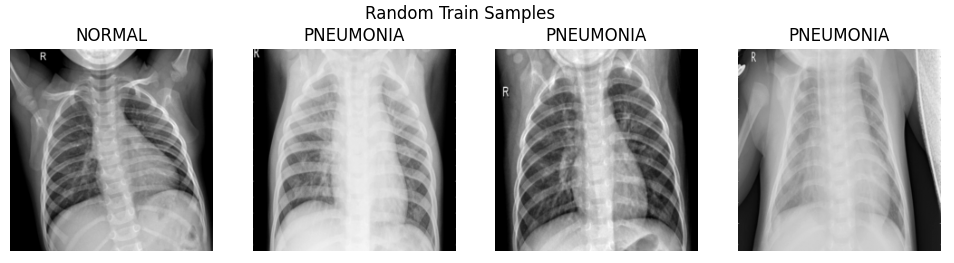 Random Train Samples
NORMAL PNEUMONIA PNEUMONIA PNEUMONIA
R R R R